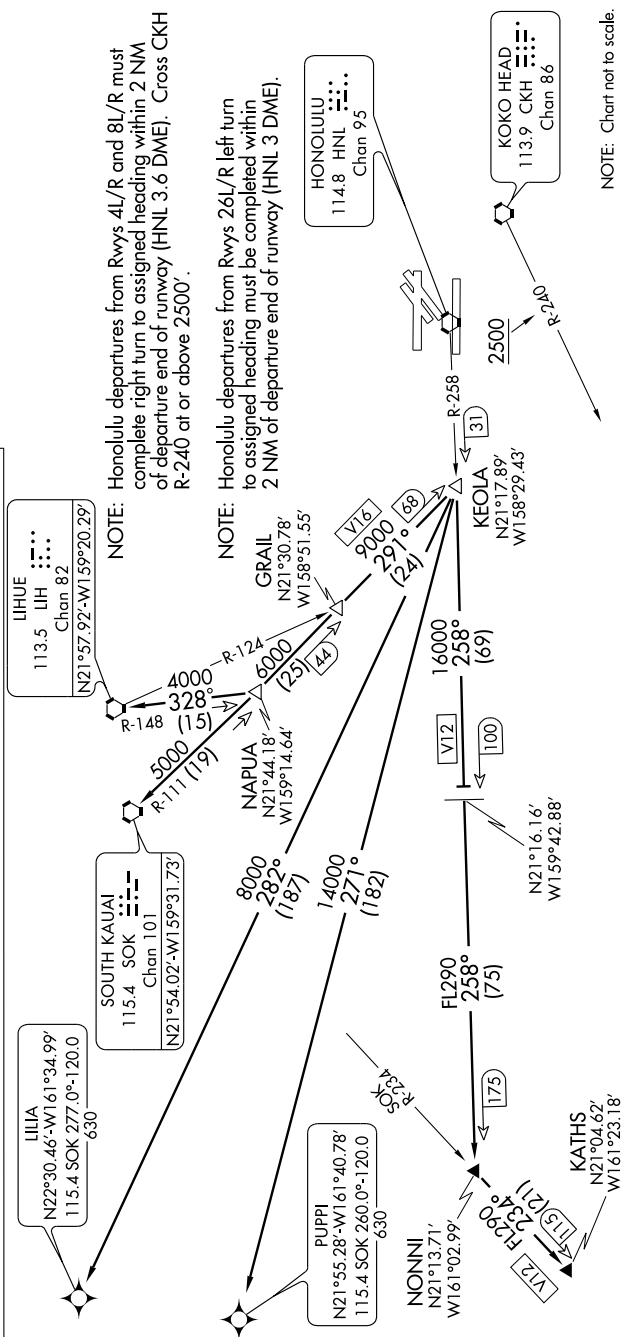 LIHUE
113.5 LIH
Chan 82
N21°57.92′-W159°20.29′
NOTE: Honolulu departures from Rwys 4L/R and 8L/R must
complete right turn to assigned heading within 2 NM
of departure end of runway (HNL 3.6 DME). Cross CKH
R-240 at or above 2500′.
NOTE: Honolulu departures from Rwys 26L/R left turn
to assigned heading must be completed within
2 NM of departure end of runway (HNL 3 DME).
SOUTH KAUAI
115.4 SOK
Chan 101
N21°54.02′-W159°31.73′
LILIA
N22°30.46′-W161°34.99′
115.4 SOK 277.0°-120.0
630
PUPPI
N21°55.28′-W161°40.78′
115.4 SOK 260.0°-120.0
630
R-148
4000
328°
(15)
R-124
5000
R-111 (19)
NAPUA
N21°44.18′
W159°14.64′
6000
(25)
44
GRAIL
N21°30.78′
W158°51.55′
V16
9000
291°
(24)
68
8000
282°
(187)
14000
271°
(182)
HONOLULU
114.8 HNL
Chan 95
R-258
31
KEOLA
N21°17.89′
W158°29.43′
16000
258°
(69)
V12
100
N21°16.16′
W159°42.88′
FL290
258°
(75)
SOK
R-234
175
NONNI
N21°13.71′
W161°02.99′
FL290
234°
(21)
115
V12
KATHS
N21°04.62′
W161°23.18′
KOKO HEAD
113.9 CKH
Chan 86
R-240
2500
NOTE: Chart not to scale.